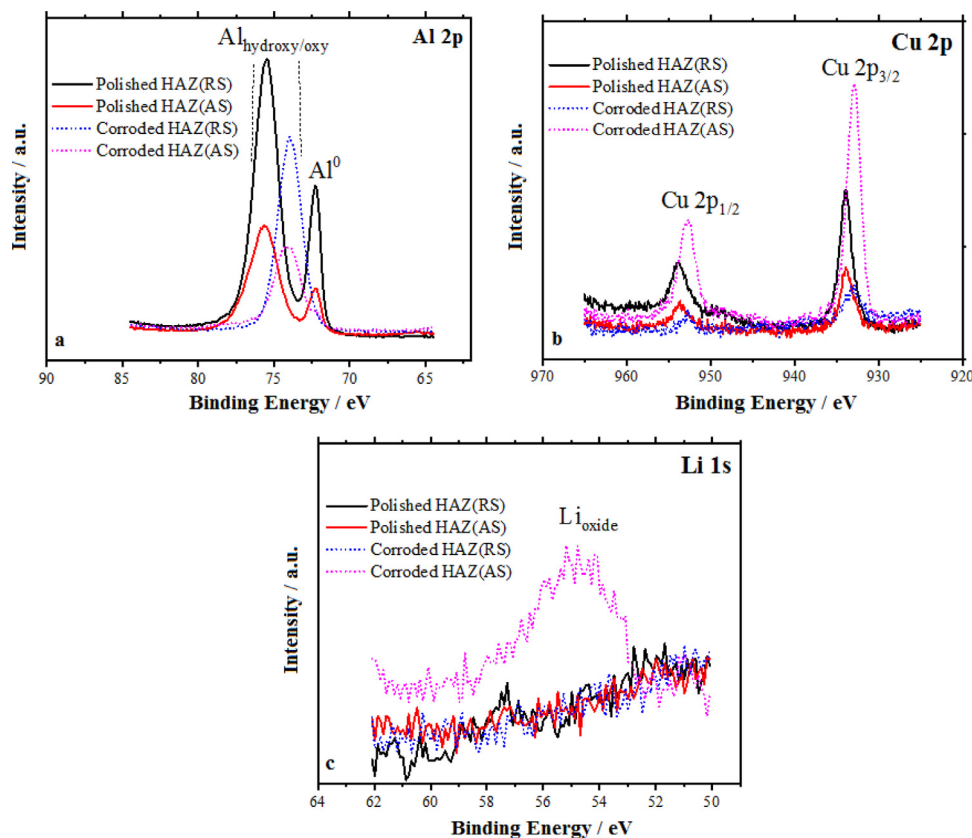 Al 2p
Al hydroxy/oxy
Polished HAZ(RS)
Polished HAZ(AS)
Corroded HAZ(RS)
Corroded HAZ(AS)
Al⁰
Intensity / a.u.
a
90 85 80 75 70 65
Binding Energy / eV
Cu 2p
Polished HAZ(RS)
Polished HAZ(AS)
Corroded HAZ(RS)
Corroded HAZ(AS)
Cu 2p3/2
Cu 2p1/2
Intensity / a.u.
b
970 960 950 940 930 920
Binding Energy / eV
Li 1s
Polished HAZ(RS)
Polished HAZ(AS)
Corroded HAZ(RS)
Corroded HAZ(AS)
Li oxide
Intensity / a.u.
c
64 62 60 58 56 54 52 50
Binding Energy / eV